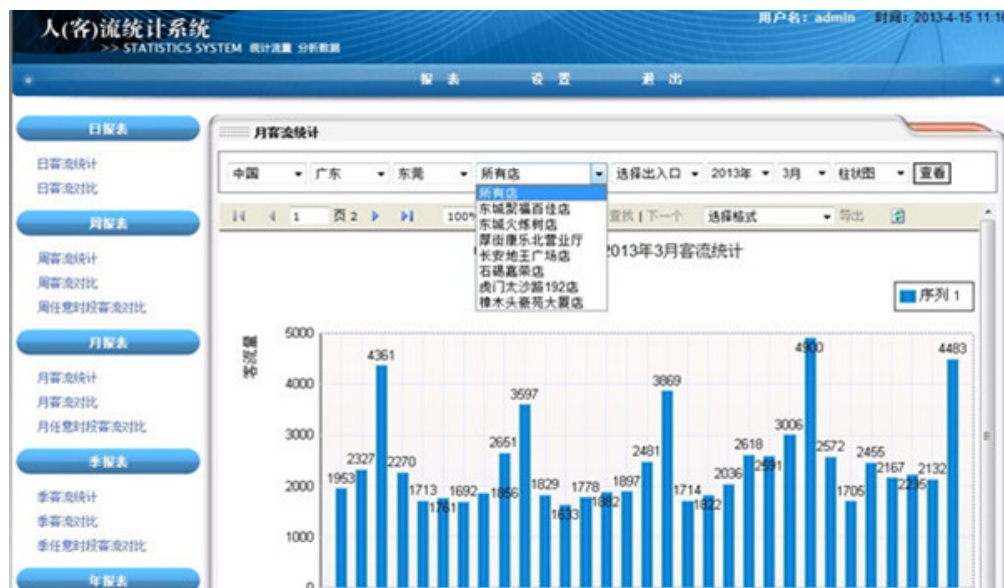 人(客)流统计系统
>> STATISTICS SYSTEM 统计流量 分析数据
用户名: admin 时间: 2013-4-15 11:16
报 表 设 置 退 出
日报表
日客流统计
日客流对比
周报表
周客流统计
周客流对比
周任意时段客流对比
月报表
月客流统计
月客流对比
月任意时段客流对比
季报表
季客流统计
季客流对比
季任意时段客流对比
年报表
月客流统计
中国 广东 东莞 所有店 选择出入口 2013年 3月 柱状图 查看
所有店
东城聚福百佳店
东城火炼树店
厚街康乐北营业厅
长安地王广场店
石碣嘉荣店
虎门太沙路192店
樟木头豪苑大厦店
1 页 2 100% 查找 | 下一个 选择格式 导出
2013年3月客流统计
序列 1
客流量
5000
4000
3000
2000
1000
0
1953 2327 4361 2270 1713 1761 1692 1856 2651 3597 1829 1633 1778 1882 1897 2481 3869 1714 1822 2036 2618 2591 3006 4900 2572 1705 2455 2167 2235 2132 4483